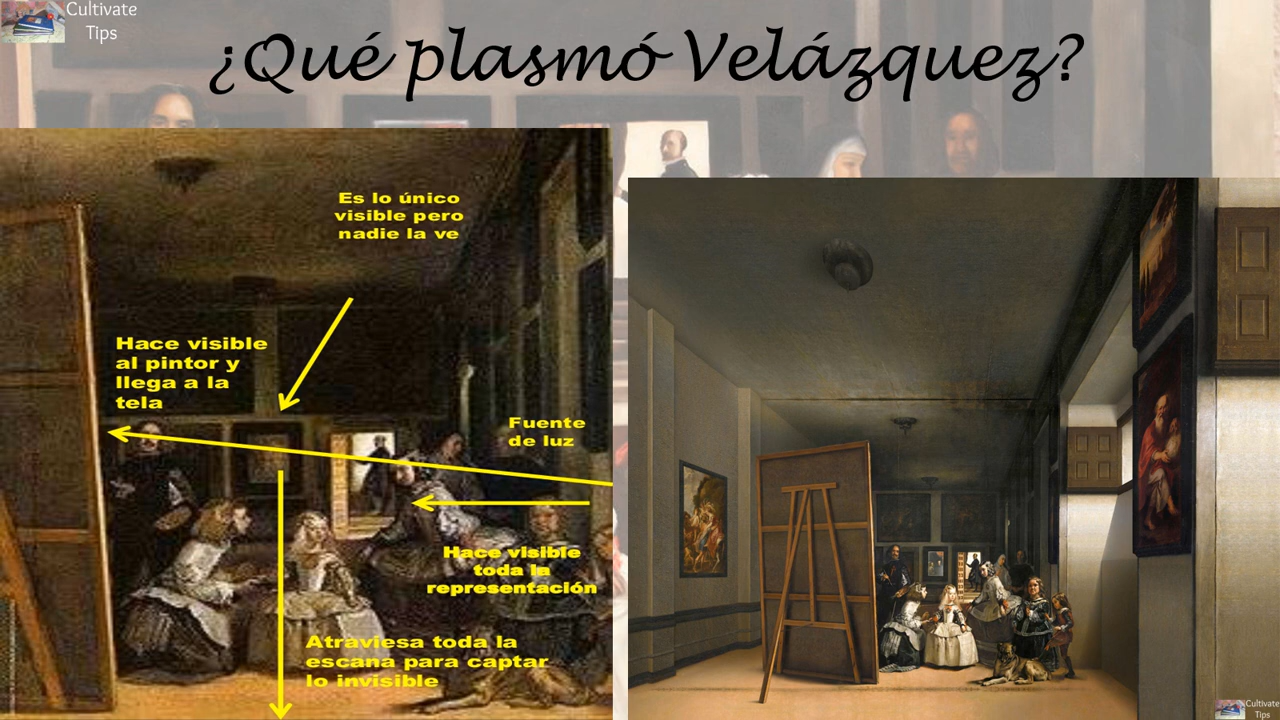 Cultivate
Tips
¿Qué plasmó Velázquez?
Es lo único
visible pero
nadie la ve
Hace visible
al pintor y
llega a la
tela
Fuente
de luz
Hace visible
toda la
representación
Atraviesa toda la
escana para captar
lo invisible
Cultivate
Tips